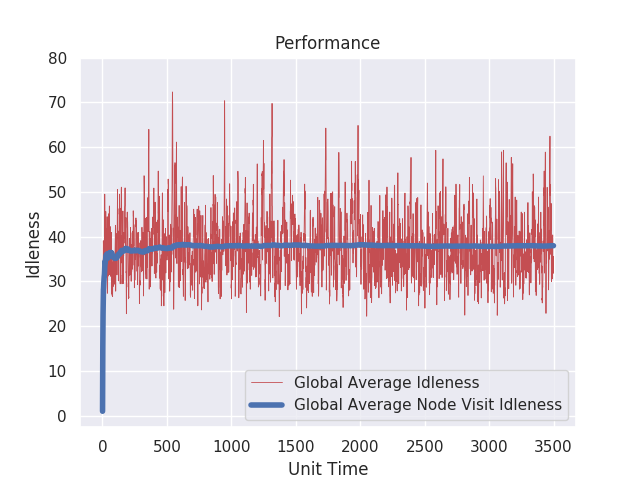 Performance
80
70
60
50
40
30
20
10
0
Idleness
0 500 1000 1500 2000 2500 3000 3500
Unit Time
Global Average Idleness
Global Average Node Visit Idleness